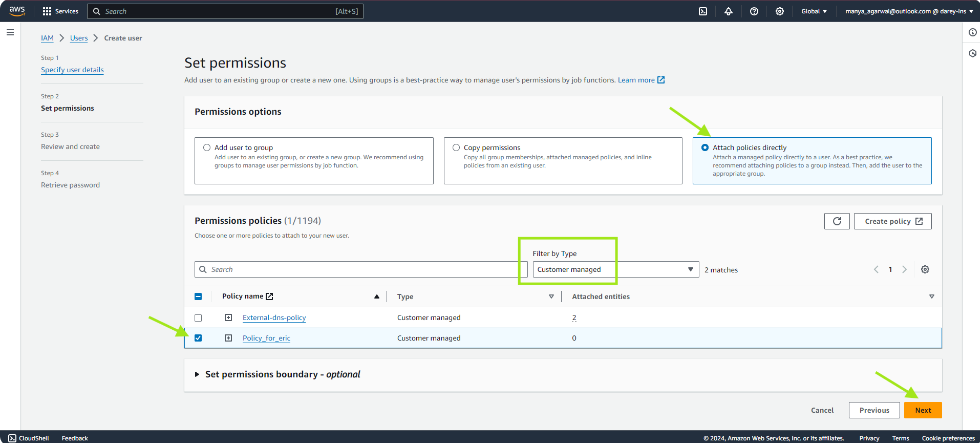 aws
Services
Search
[Alt+S]
Global
manya_agarwal@outlook.com @ darey-ins
IAM
Users
Create user
Step 1
Specify user details
Step 2
Set permissions
Step 3
Review and create
Step 4
Retrieve password
Set permissions
Add user to an existing group or create a new one. Using groups is a best-practice way to manage user's permissions by job functions. Learn more
Permissions options
Add user to group
Add user to an existing group, or create a new group. We recommend using
groups to manage user permissions by job function.
Copy permissions
Copy all group memberships, attached managed policies, and inline
policies from an existing user.
Attach policies directly
Attach a managed policy directly to a user. As a best practice, we
recommend attaching policies to a group instead. Then, add the user to the
appropriate group.
Permissions policies (1/1194)
Create policy
Choose one or more policies to attach to your new user.
Filter by Type
Search
Customer managed
2 matches
1
Policy name
Type
Attached entities
External-dns-policy
Customer managed
2
Policy_for_eric
Customer managed
0
Set permissions boundary - optional
Cancel
Previous
Next
CloudShell
Feedback
© 2024, Amazon Web Services, Inc. or its affiliates.
Privacy
Terms
Cookie preferences